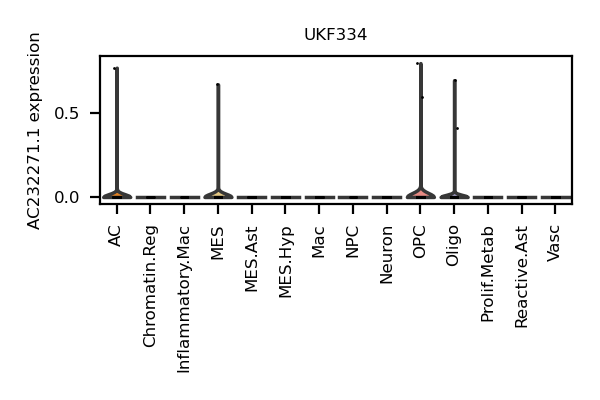 UKF334
AC232271.1 expression
0.5
0.0
AC
Chromatin.Reg
Inflammatory.Mac
MES
MES.Ast
MES.Hyp
Mac
NPC
Neuron
OPC
Oligo
Prolif.Metab
Reactive.Ast
Vasc